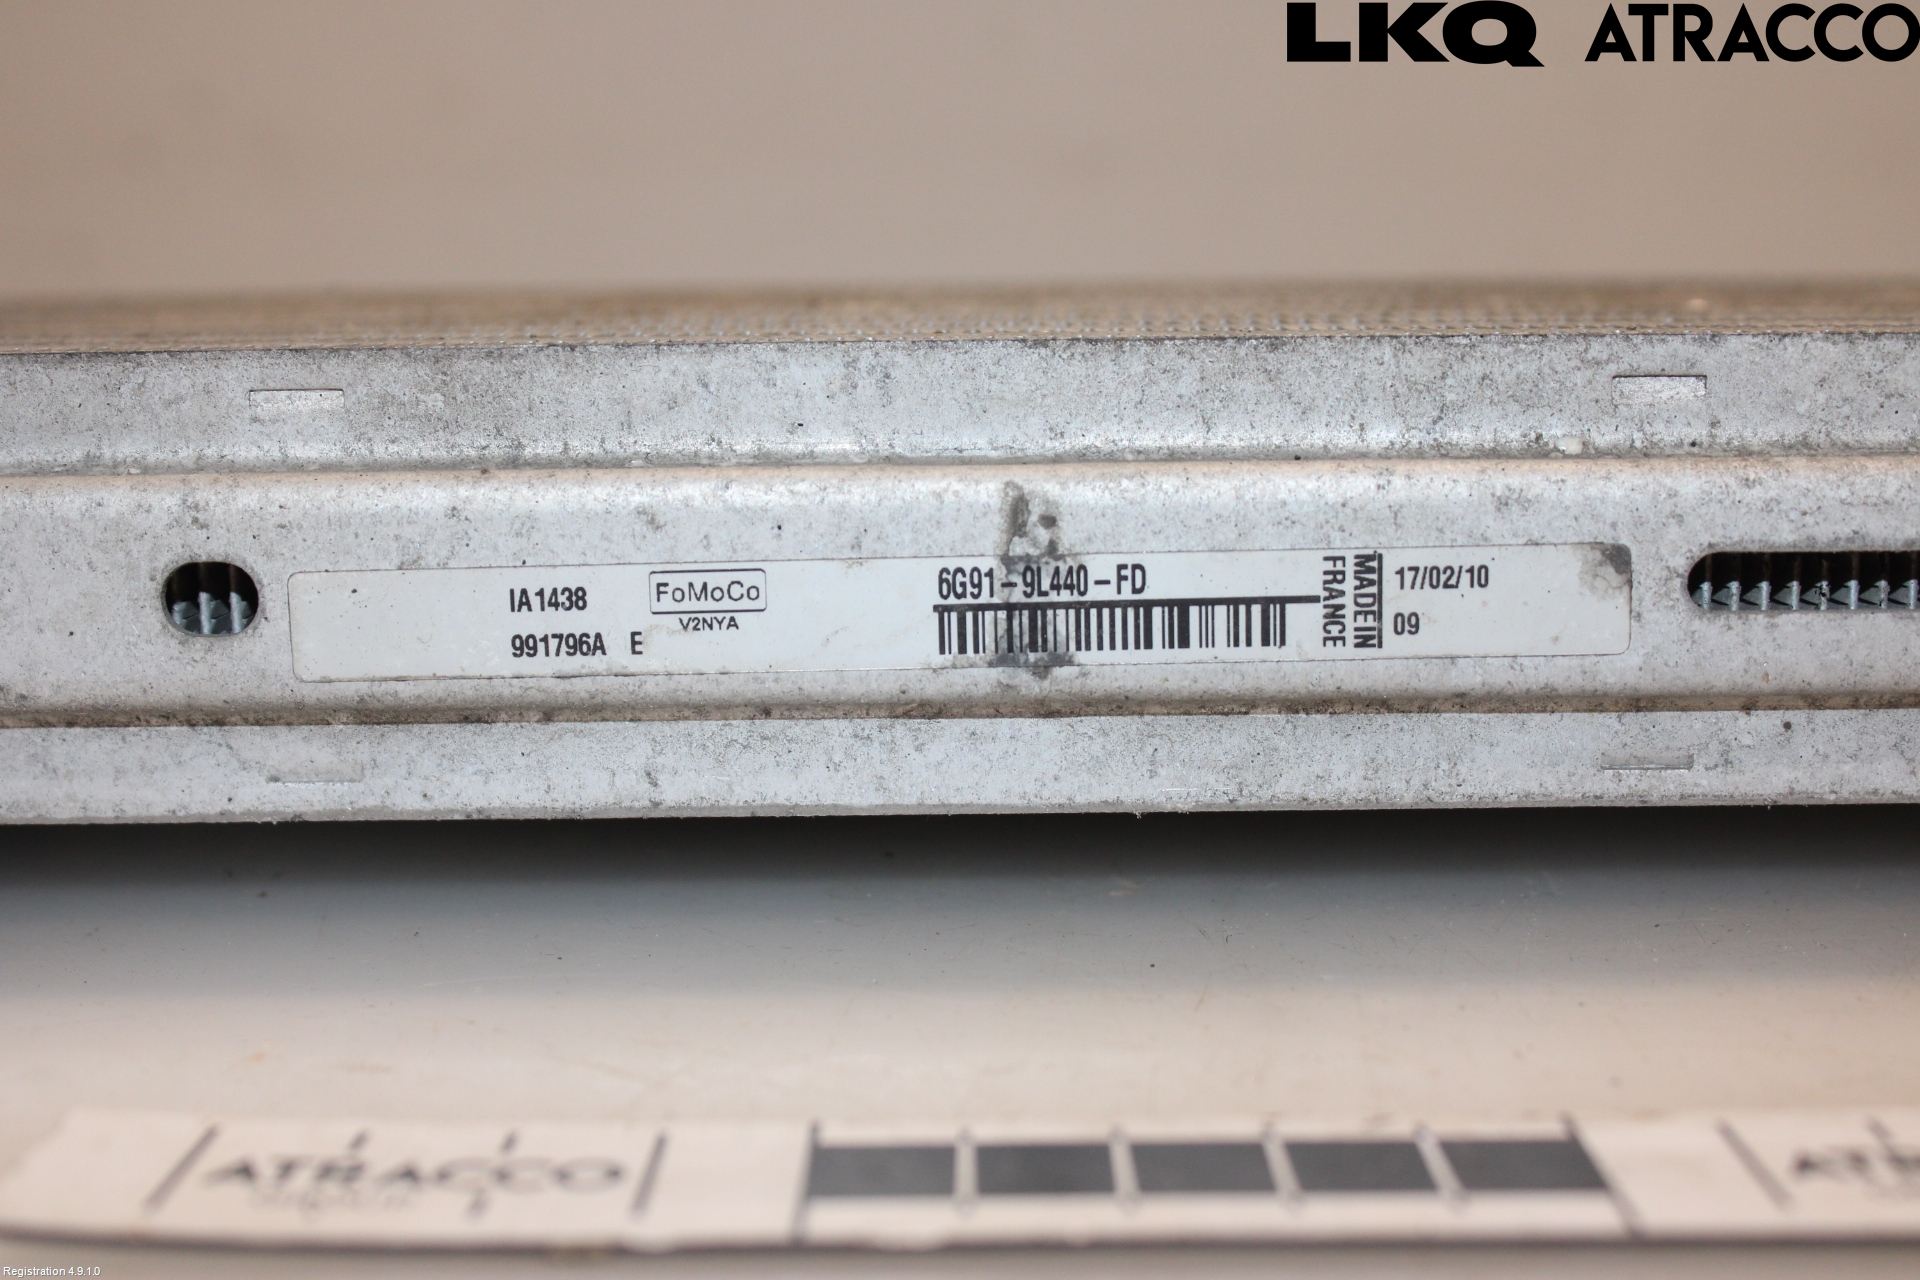 LKQ ATRACCO
IA1438
991796A E
FoMoCo
V2NYA
6G91-9L440-FD
MADE IN
FRANCE
17/02/10
09
ATRACCO
Registration 4.9.1.0